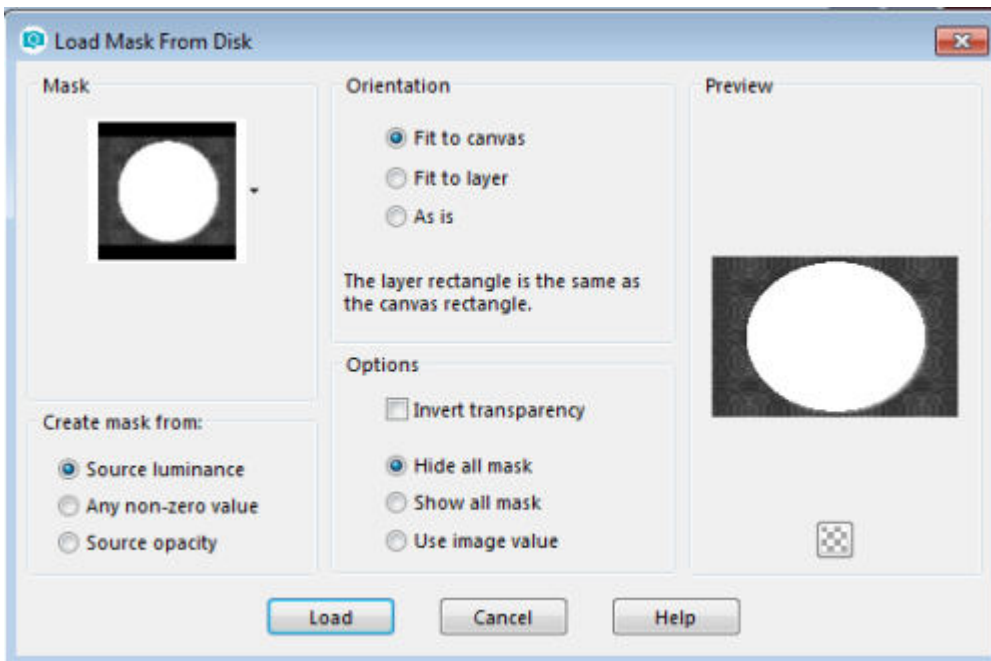 Load Mask From Disk
Mask
Orientation
Fit to canvas
Fit to layer
As is
The layer rectangle is the same as
the canvas rectangle.
Preview
Create mask from:
Source luminance
Any non-zero value
Source opacity
Options
Invert transparency
Hide all mask
Show all mask
Use image value
Load
Cancel
Help